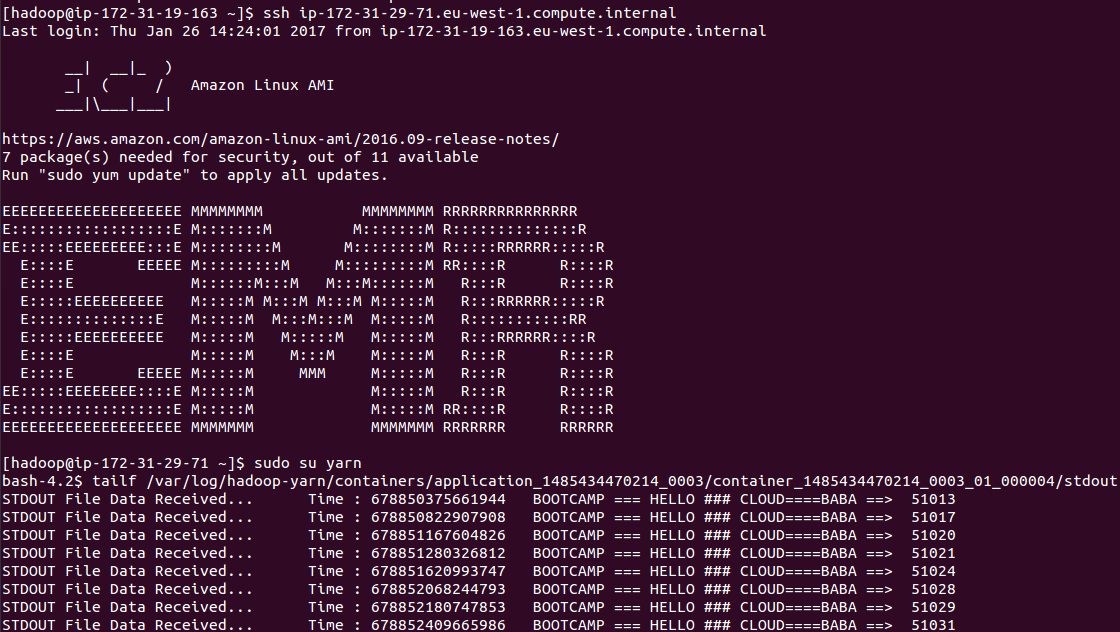 [hadoop@ip-172-31-19-163 ~]$ ssh ip-172-31-29-71.eu-west-1.compute.internal
Last login: Thu Jan 26 14:24:01 2017 from ip-172-31-19-163.eu-west-1.compute.internal

       __|  __|_  )
       _|  (     /   Amazon Linux AMI
      ___|\___|___|

https://aws.amazon.com/amazon-linux-ami/2016.09-release-notes/
7 package(s) needed for security, out of 11 available
Run "sudo yum update" to apply all updates.

EEEEEEEEEEEEEEEEEEEE MMMMMMMM           MMMMMMMM RRRRRRRRRRRRRRR
E::::::::::::::::::E M:::::::M         M:::::::M R::::::::::::::R
EE:::::EEEEEEEEE:::E M::::::::M       M::::::::M R:::::RRRRRR:::::R
  E::::E       EEEEE M:::::::::M     M:::::::::M RR::::R      R::::R
  E::::E             M::::::M:::M   M:::M::::::M   R:::R      R::::R
  E:::::EEEEEEEEEE   M:::::M M:::M M:::M M:::::M   R:::RRRRRR:::::R
  E::::::::::::::E   M:::::M  M:::M:::M  M:::::M   R:::::::::::RR
  E:::::EEEEEEEEEE   M:::::M   M:::::M   M:::::M   R:::RRRRRR::::R
  E::::E             M:::::M    M:::M    M:::::M   R:::R      R::::R
  E::::E       EEEEE M:::::M     MMM     M:::::M   R:::R      R::::R
EE:::::EEEEEEEE::::E M:::::M             M:::::M   R:::R      R::::R
E::::::::::::::::::E M:::::M             M:::::M RR::::R      R::::R
EEEEEEEEEEEEEEEEEEEE MMMMMMM             MMMMMMM RRRRRRR      RRRRRR

[hadoop@ip-172-31-29-71 ~]$ sudo su yarn
bash-4.2$ tailf /var/log/hadoop-yarn/containers/application_1485434470214_0003/container_1485434470214_0003_01_000004/stdout
STDOUT File Data Received...      Time : 678850375661944   BOOTCAMP === HELLO ### CLOUD====BABA ==>  51013
STDOUT File Data Received...      Time : 678850822907908   BOOTCAMP === HELLO ### CLOUD====BABA ==>  51017
STDOUT File Data Received...      Time : 678851167604826   BOOTCAMP === HELLO ### CLOUD====BABA ==>  51020
STDOUT File Data Received...      Time : 678851280326812   BOOTCAMP === HELLO ### CLOUD====BABA ==>  51021
STDOUT File Data Received...      Time : 678851620993747   BOOTCAMP === HELLO ### CLOUD====BABA ==>  51024
STDOUT File Data Received...      Time : 678852068244793   BOOTCAMP === HELLO ### CLOUD====BABA ==>  51028
STDOUT File Data Received...      Time : 678852180747853   BOOTCAMP === HELLO ### CLOUD====BABA ==>  51029
STDOUT File Data Received...      Time : 678852409665986   BOOTCAMP === HELLO ### CLOUD====BABA ==>  51031